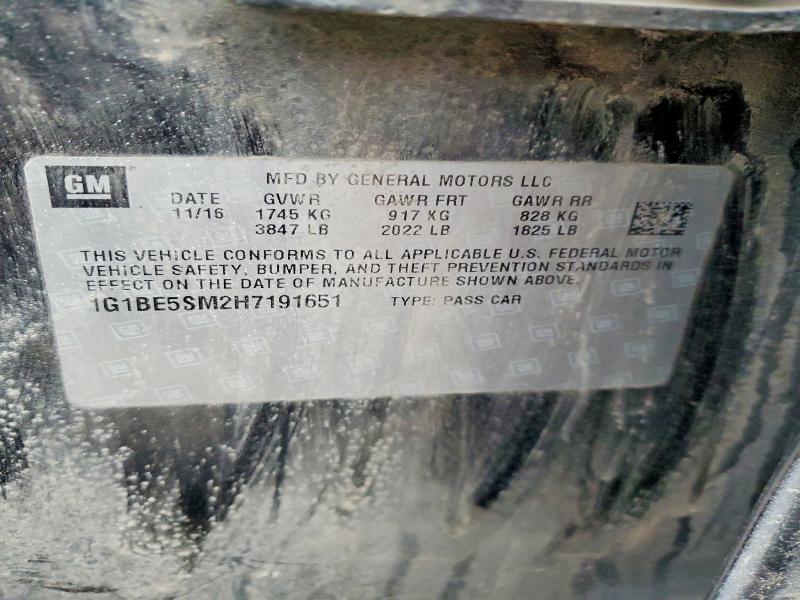 GM
MFD BY GENERAL MOTORS LLC
DATE GVWR GAWR FRT GAWR RR
11/16 1745 KG 917 KG 828 KG
3847 LB 2022 LB 1825 LB
THIS VEHICLE CONFORMS TO ALL APPLICABLE U.S. FEDERAL MOTOR
VEHICLE SAFETY, BUMPER, AND THEFT PREVENTION STANDARDS IN
EFFECT ON THE DATE OF MANUFACTURE SHOWN ABOVE.
1G1BE5SM2H7191651 TYPE: PASS CAR